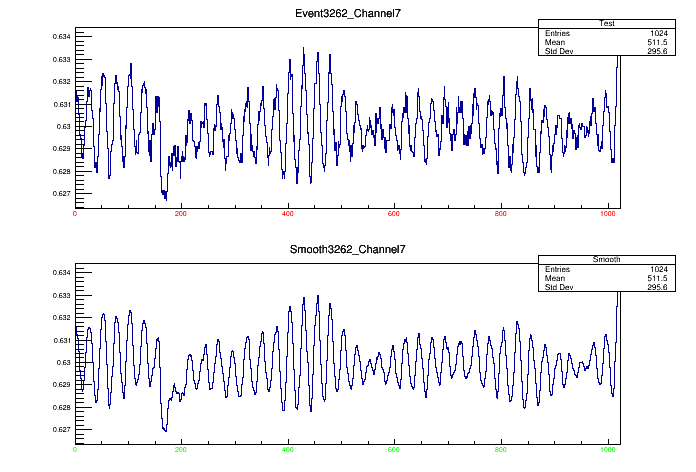 Event3262_Channel7
Test
Entries 1024
Mean 511.5
Std Dev 295.6
0.634
0.633
0.632
0.631
0.63
0.629
0.628
0.627
0 200 400 600 800 1000
Smooth3262_Channel7
Smooth
Entries 1024
Mean 511.5
Std Dev 295.6
0.634
0.633
0.632
0.631
0.63
0.629
0.628
0.627
0 200 400 600 800 1000